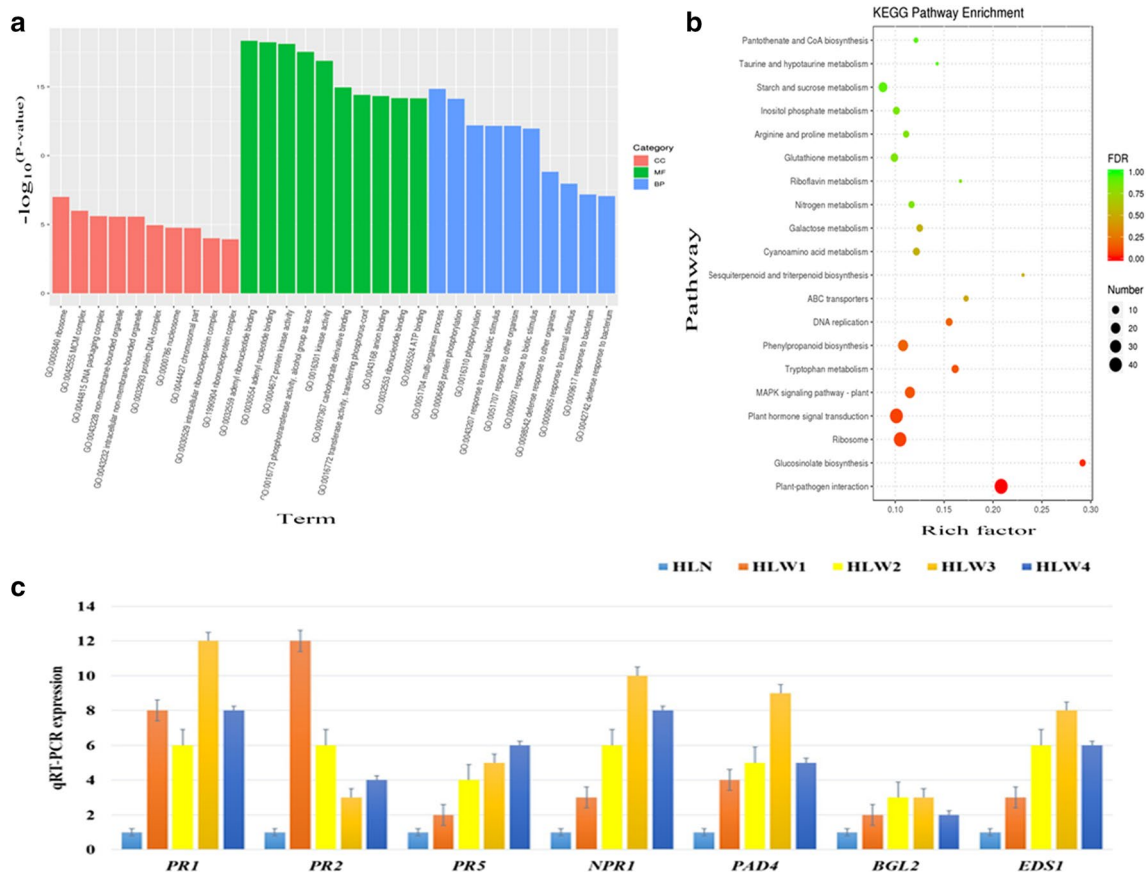 a
-log10(P-value)
15
0
5
0
Category
CC
MF
BP
GO:0005840 ribosome
GO:0042555 MCM complex
GO:0044815 DNA packaging complex
GO:0043228 non-membrane-bounded organelle
GO:0043232 intracellular non-membrane-bounded organelle
GO:0032993 protein-DNA complex
GO:0000786 nucleosome
GO:0044427 chromosomal part
GO:0030529 intracellular ribonucleoprotein complex
GO:1990904 ribonucleoprotein complex
GO:0032559 adenyl ribonucleotide binding
GO:0030554 adenyl nucleotide binding
GO:0004672 protein kinase activity
GO:0016773 phosphotransferase activity, alcohol group as acce
GO:0016301 kinase activity
GO:0097367 carbohydrate derivative binding
GO:0016772 transferase activity, transferring phosphorus-cont
GO:0043168 anion binding
GO:0032553 ribonucleotide binding
GO:0005524 ATP binding
GO:0051704 multi-organism process
GO:0006468 protein phosphorylation
GO:0016310 phosphorylation
GO:0043207 response to external biotic stimulus
GO:0051707 response to other organism
GO:0009607 response to biotic stimulus
GO:0098542 defense response to other organism
GO:0009605 response to external stimulus
GO:0009617 response to bacterium
GO:0042742 defense response to bacterium
Term
b
KEGG Pathway Enrichment
Pathway
Pantothenate and CoA biosynthesis
Taurine and hypotaurine metabolism
Starch and sucrose metabolism
Inositol phosphate metabolism
Arginine and proline metabolism
Glutathione metabolism
Riboflavin metabolism
Nitrogen metabolism
Galactose metabolism
Cyanoamino acid metabolism
Sesquiterpenoid and triterpenoid biosynthesis
ABC transporters
DNA replication
Phenylpropanoid biosynthesis
Tryptophan metabolism
MAPK signaling pathway - plant
Plant hormone signal transduction
Ribosome
Glucosinolate biosynthesis
Plant-pathogen interaction
0.10 0.15 0.20 0.25 0.30
Rich factor
FDR
1.00
0.75
0.50
0.25
0.00
Number
10
20
30
40
c
HLN HLW1 HLW2 HLW3 HLW4
qRT-PCR expression
14
12
10
8
6
4
2
0
PR1 PR2 PR5 NPR1 PAD4 BGL2 EDS1